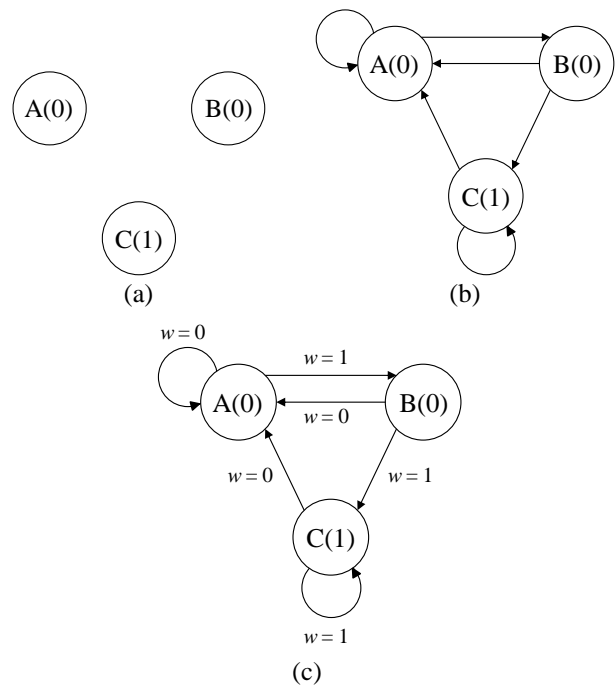 A(0)
B(0)
C(1)
(a)
A(0)
B(0)
C(1)
(b)
w = 0
w = 1
A(0)
B(0)
w = 0
w = 0
w = 1
C(1)
w = 1
(c)